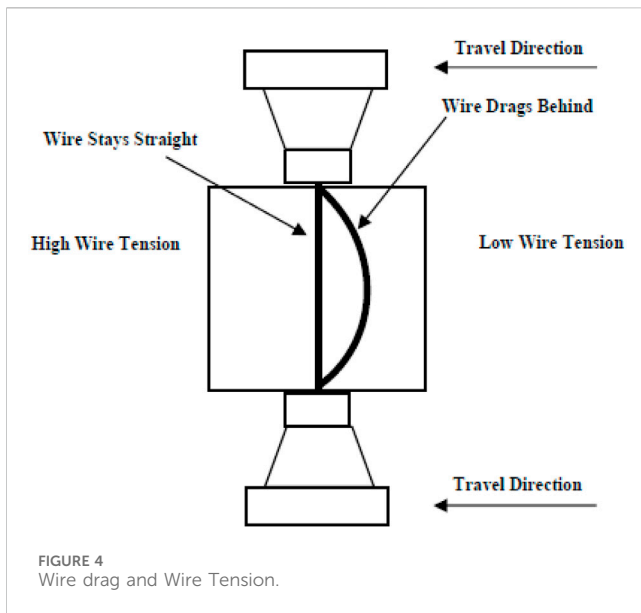 Travel Direction
Wire Drags Behind
Wire Stays Straight
High Wire Tension
Low Wire Tension
Travel Direction
FIGURE 4
Wire drag and Wire Tension.